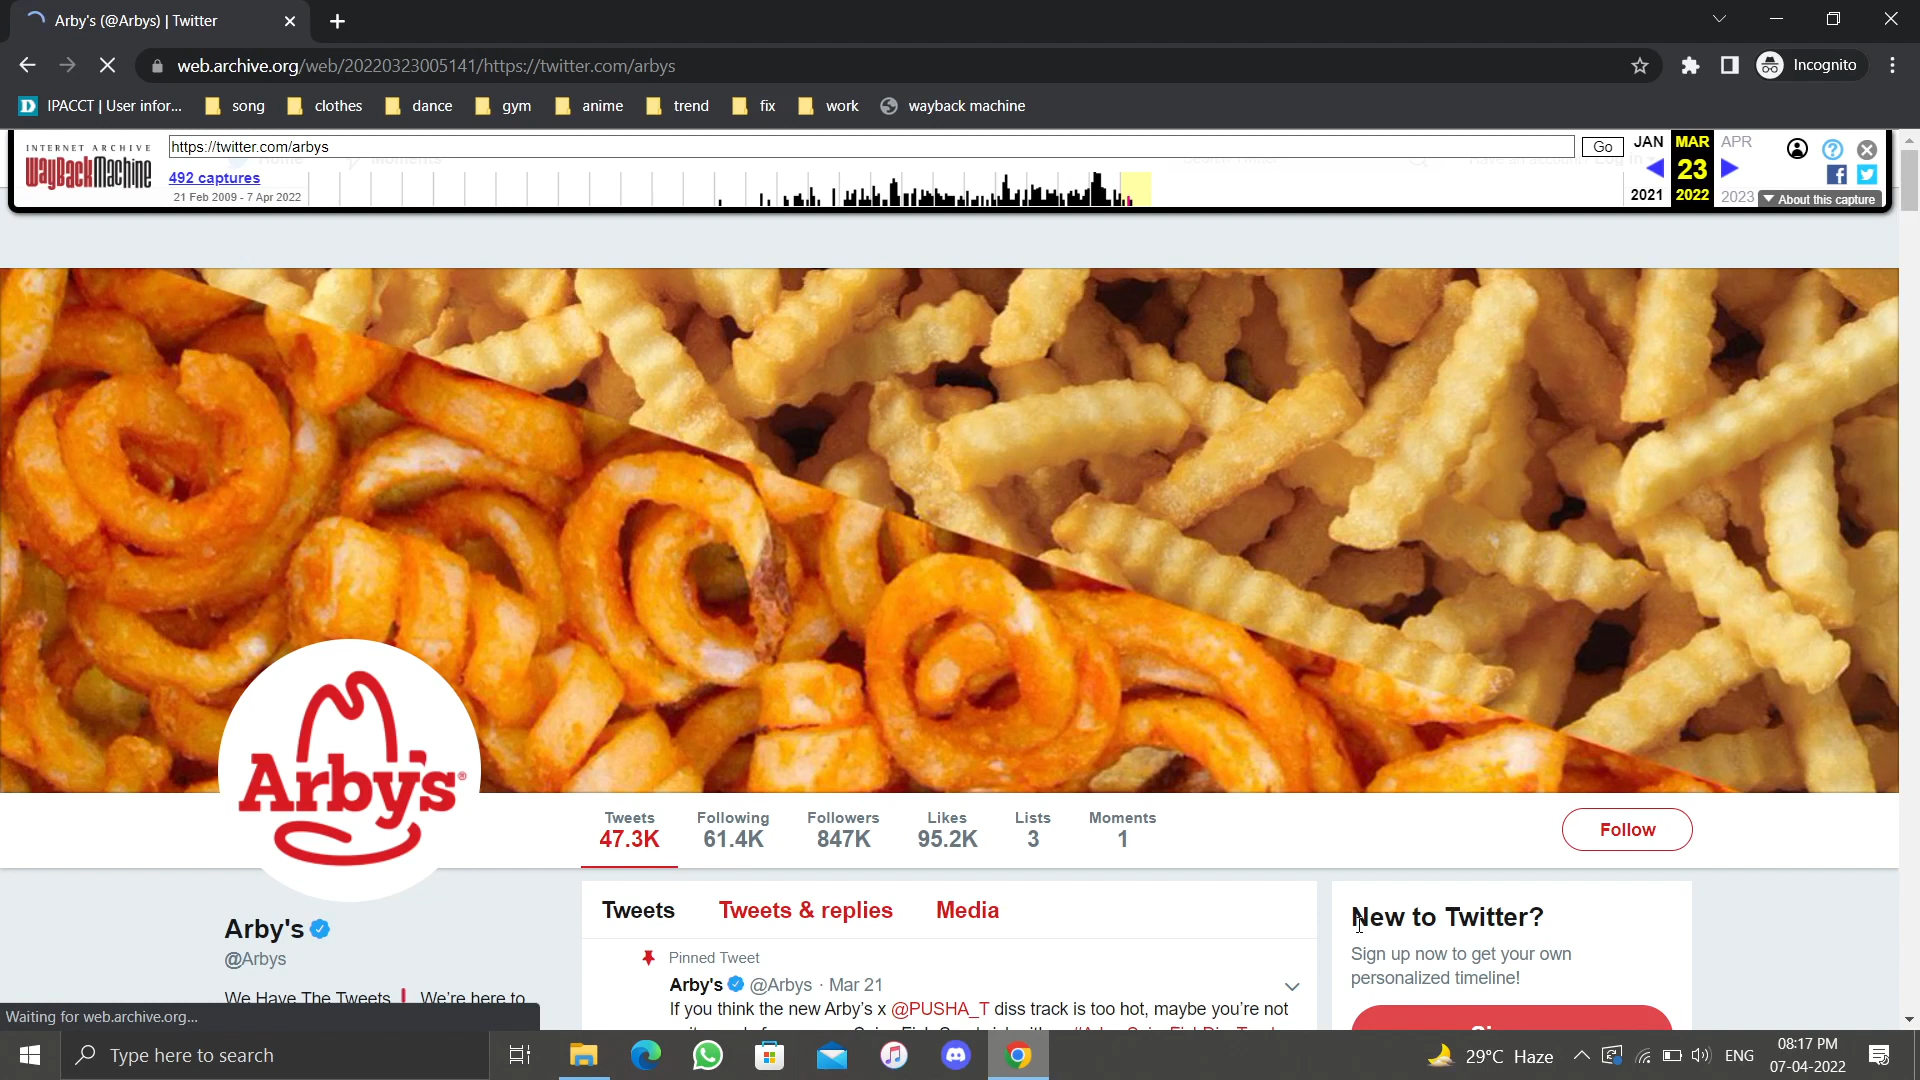 Arby's (@Arbys) | Twitter
web.archive.org/web/20220323005141/https://twitter.com/arbys
Incognito
IPACCT | User infor...
song
clothes
dance
gym
anime
trend
fix
work
wayback machine
INTERNET ARCHIVE
WayBackMachine
https://twitter.com/arbys
Go
JAN
MAR
APR
492 captures
23
21 Feb 2009 - 7 Apr 2022
2021
2022
2023
About this capture
Arby's
Tweets
Following
Followers
Likes
Lists
Moments
47.3K
61.4K
847K
95.2K
3
1
Follow
Tweets
Tweets & replies
Media
New to Twitter?
Sign up now to get your own
personalized timeline!
Arby's
@Arbys
We Have The Tweets
We're here to
Pinned Tweet
Arby's @Arbys · Mar 21
If you think the new Arby's x @PUSHA_T diss track is too hot, maybe you're not
Waiting for web.archive.org...
Type here to search
29°C Haze
ENG
08:17 PM
07-04-2022